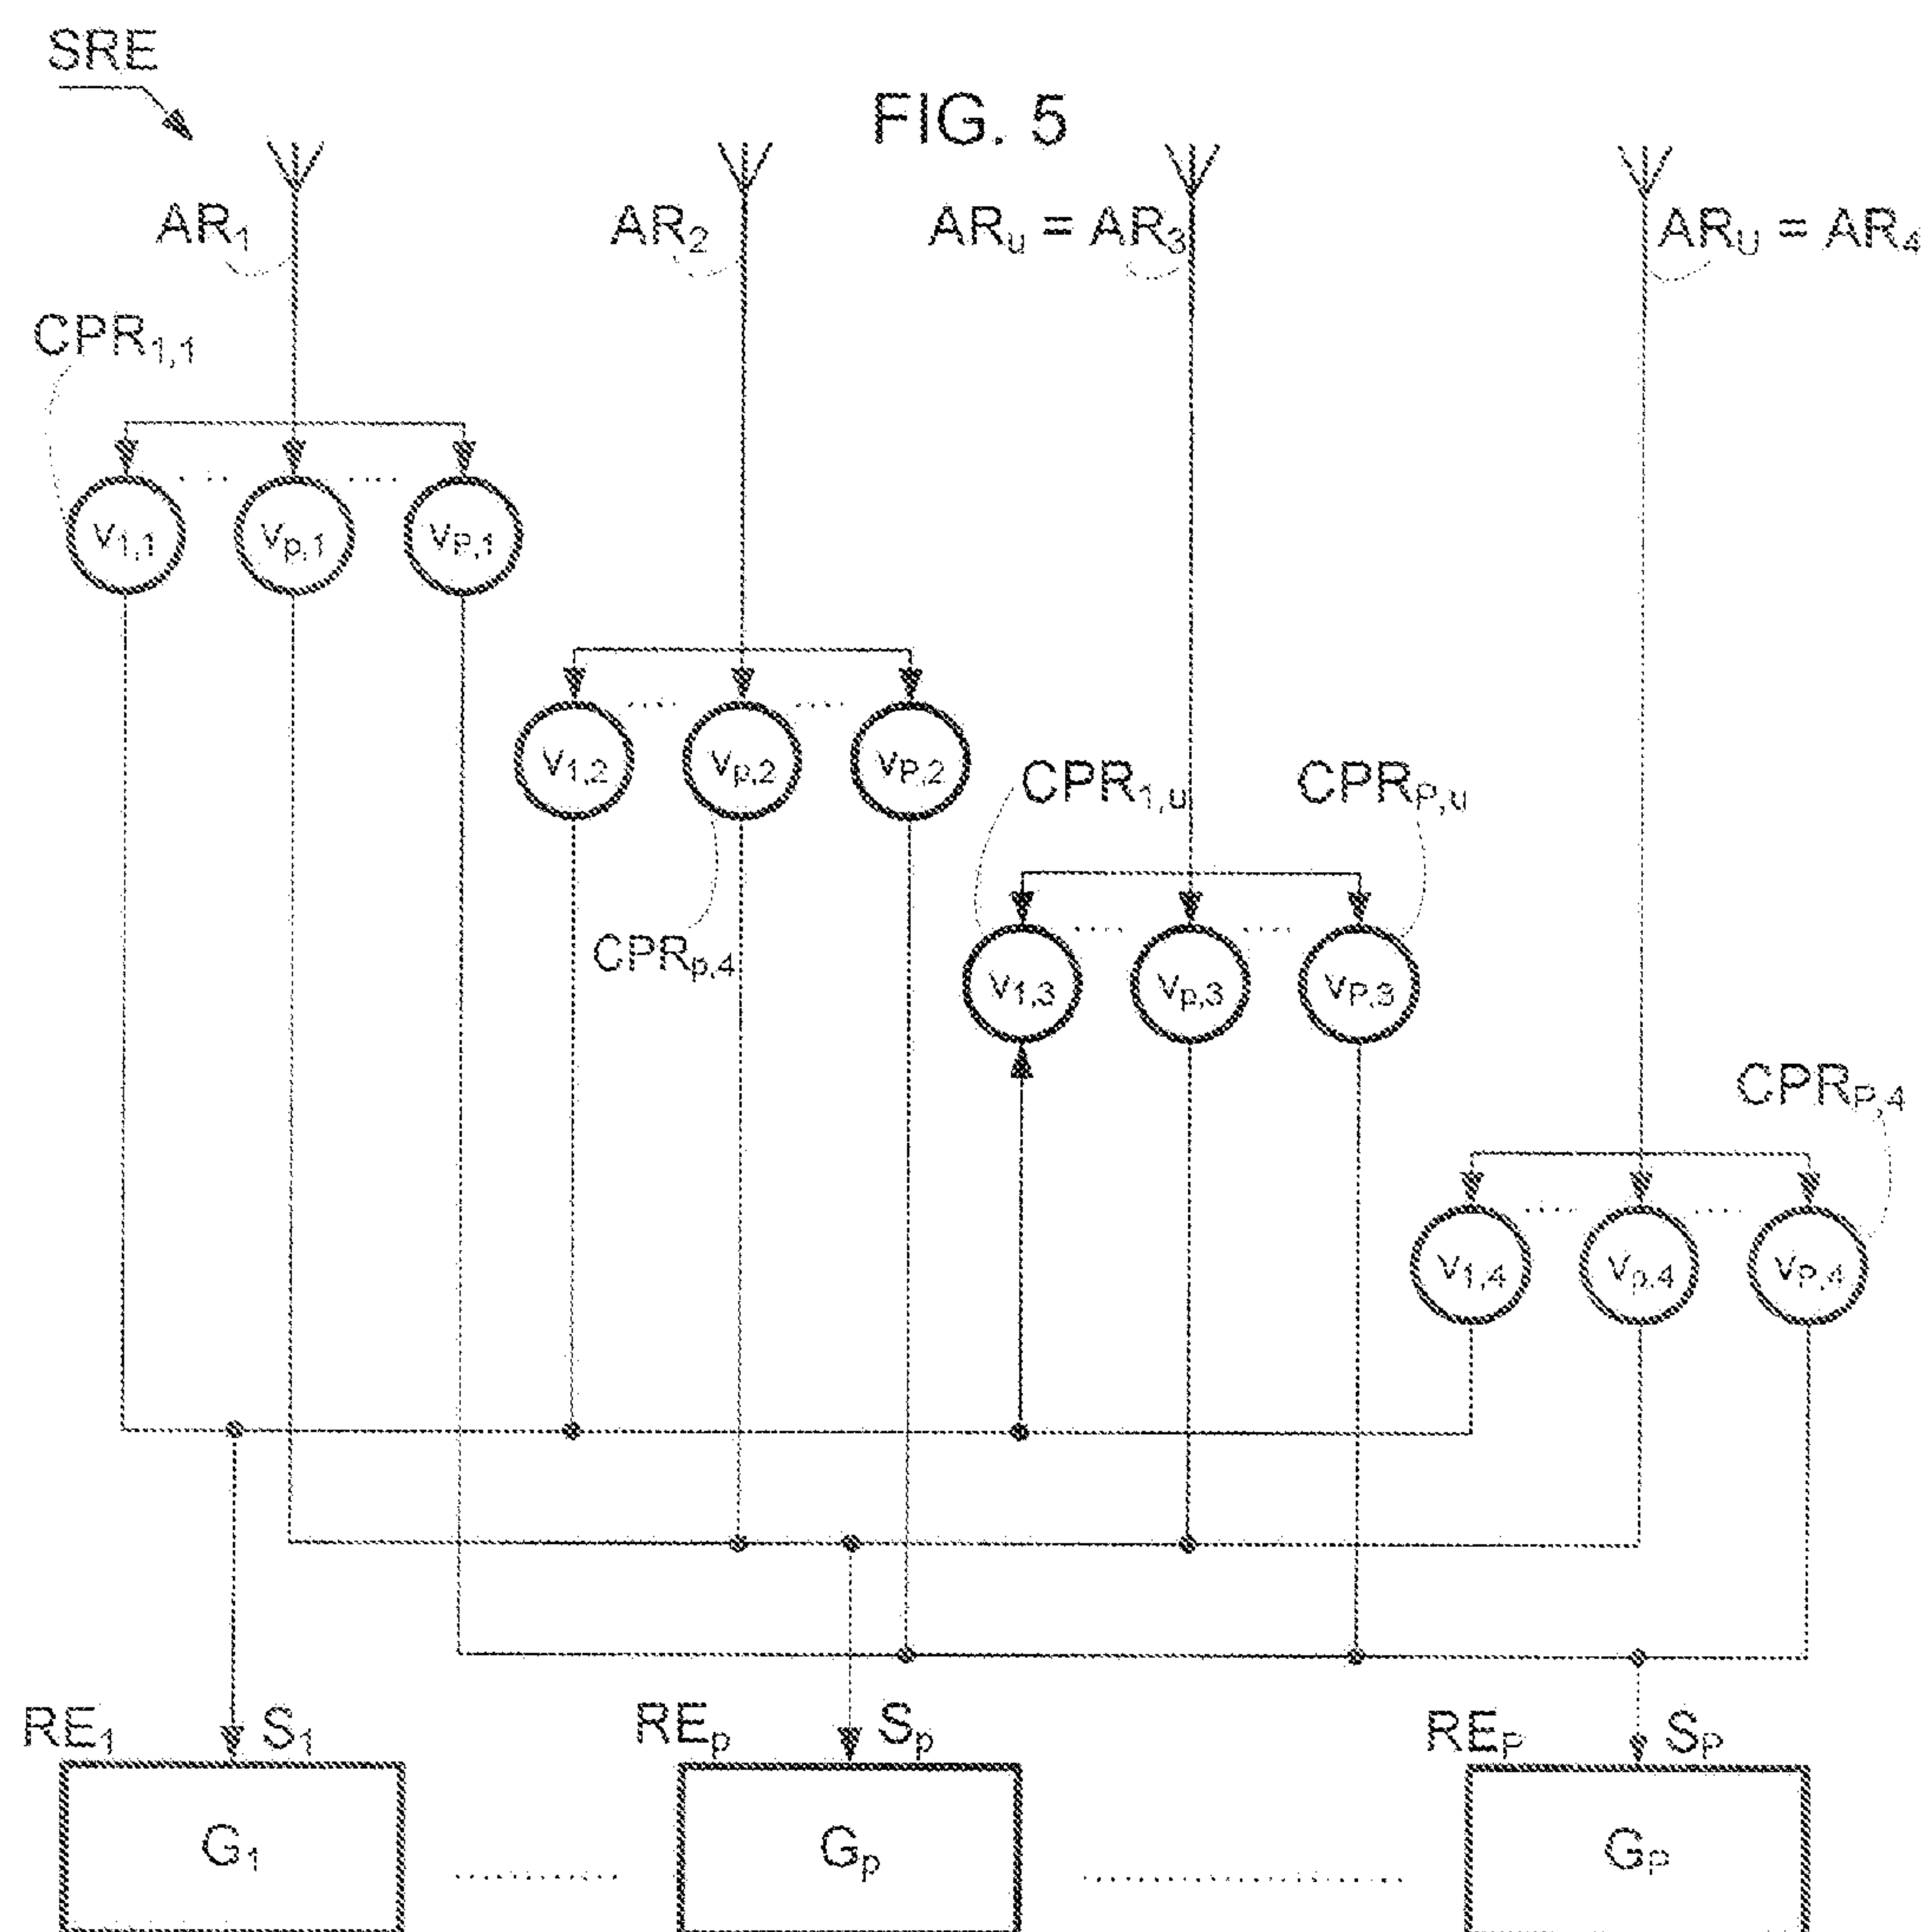 SRE
FIG. 5
AR1
AR2
ARu = AR3
ARU = AR4
CPR1,1
v1,1
vp,1
vP,1
v1,2
vp,2
vP,2
CPR1,u
CPRP,u
CPRp,4
v1,3
vp,3
vP,3
CPRP,4
v1,4
vp,4
vP,4
RE1
S1
REp
Sp
REP
SP
G1
Gp
GP